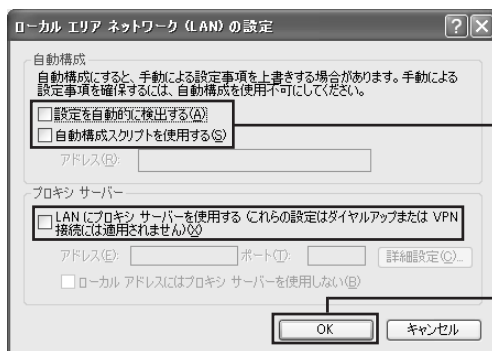 ローカル エリア ネットワーク (LAN) の設定
自動構成
自動構成にすると、手動による設定事項を上書きする場合があります。手動による
設定事項を確保するには、自動構成を使用不可にしてください。
設定を自動的に検出する(A)
自動構成スクリプトを使用する(S)
アドレス(R):
プロキシ サーバー
LAN にプロキシ サーバーを使用する (これらの設定はダイヤルアップまたは VPN
接続には適用されません)(X)
アドレス(E): ポート(T): 詳細設定(C)...
ローカル アドレスにはプロキシ サーバーを使用しない(B)
OK キャンセル